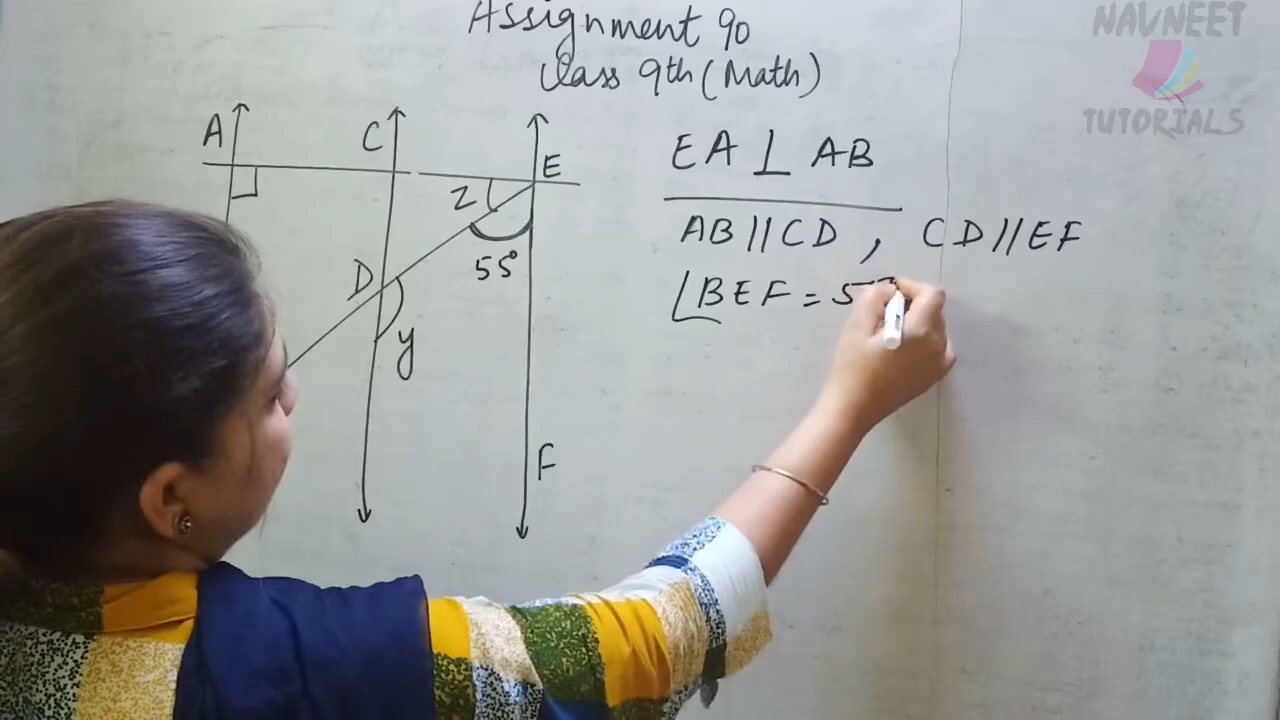 Assignment 90
Class 9th (Math)
NAVNEET
TUTORIALS
A
C
E
Z
55°
D
y
F
EA ⊥ AB
AB // CD , CD // EF
∠BEF = 5